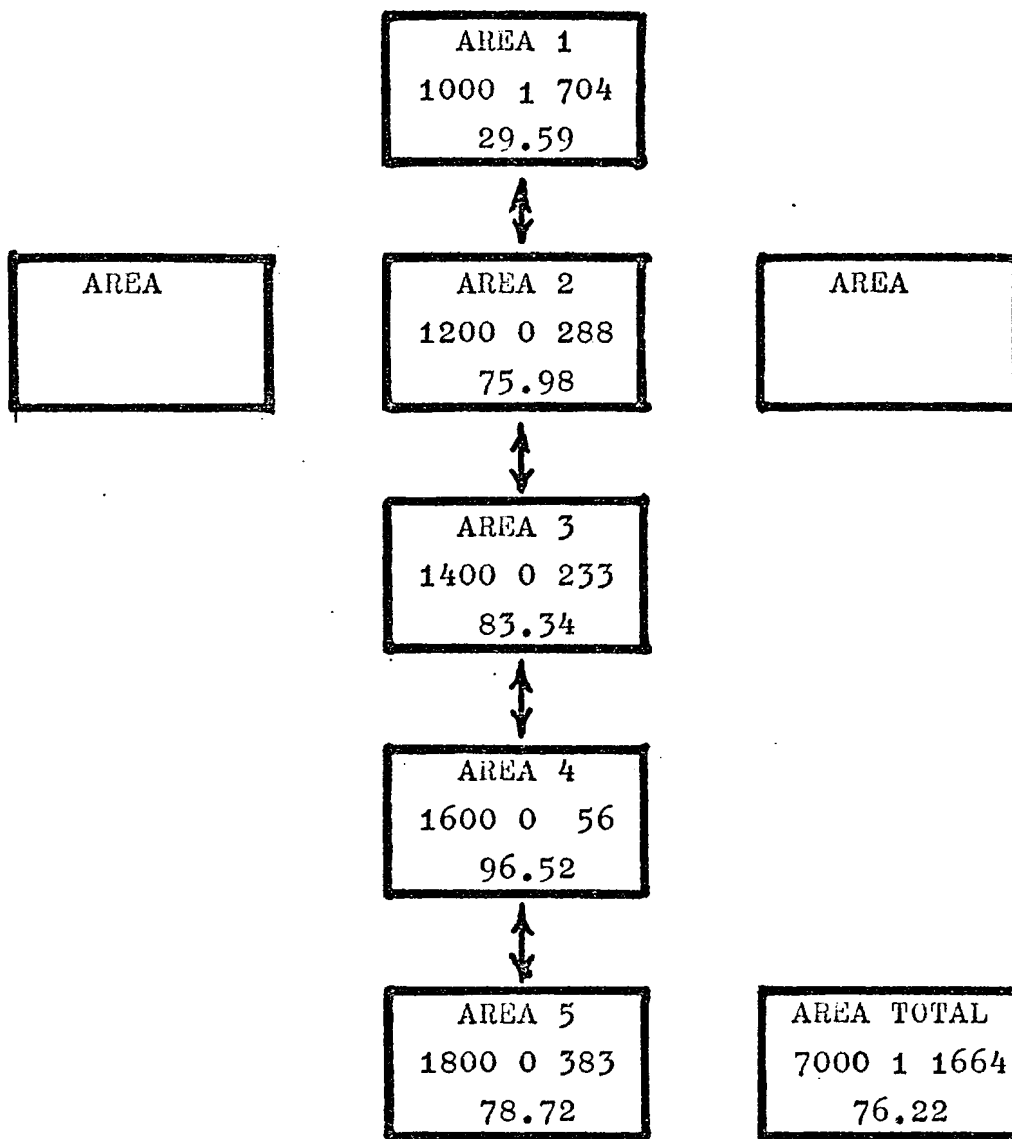 AREA 1
1000 1 704
29.59
AREA
AREA 2
1200 0 288
75.98
AREA
AREA 3
1400 0 233
83.34
AREA 4
1600 0 56
96.52
AREA 5
1800 0 383
78.72
AREA TOTAL
7000 1 1664
76.22